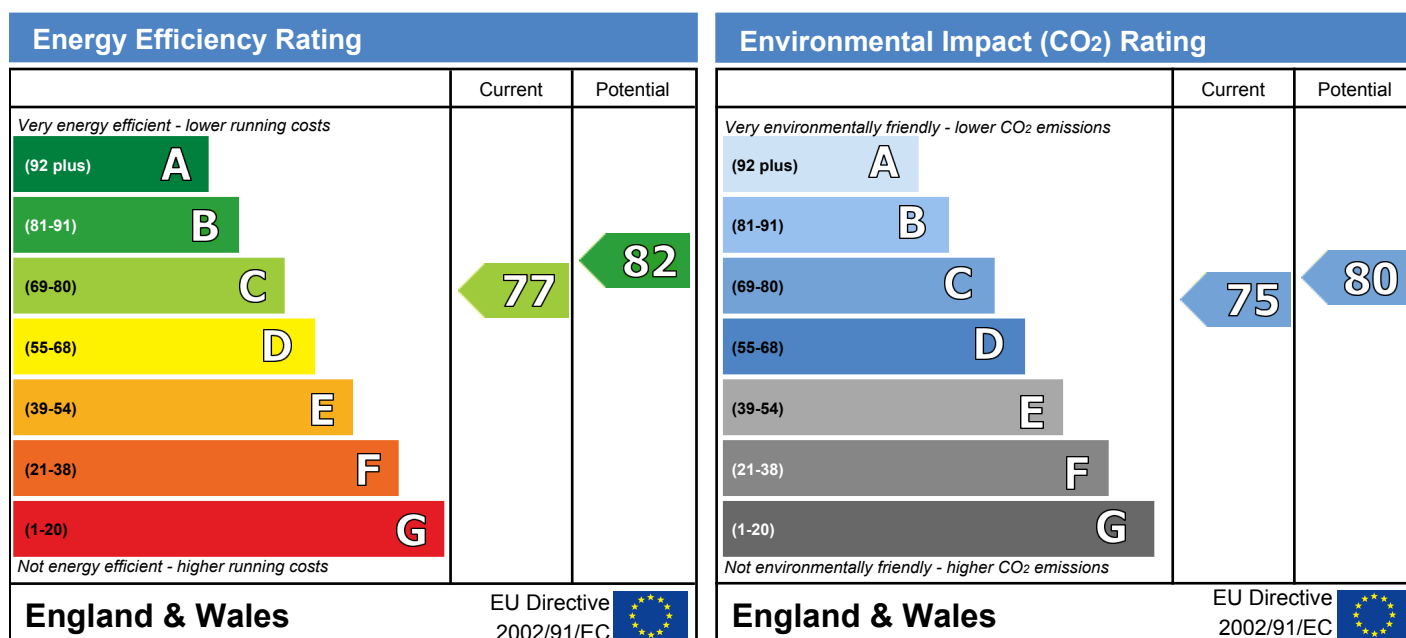 Energy Efficiency Rating
Current Potential
Very energy efficient - lower running costs
(92 plus) A
(81-91) B
(69-80) C
(55-68) D
(39-54) E
(21-38) F
(1-20) G
77
82
Not energy efficient - higher running costs
England & Wales
EU Directive
2002/91/EC
Environmental Impact (CO2) Rating
Current Potential
Very environmentally friendly - lower CO2 emissions
(92 plus) A
(81-91) B
(69-80) C
(55-68) D
(39-54) E
(21-38) F
(1-20) G
75
80
Not environmentally friendly - higher CO2 emissions
England & Wales
EU Directive
2002/91/EC